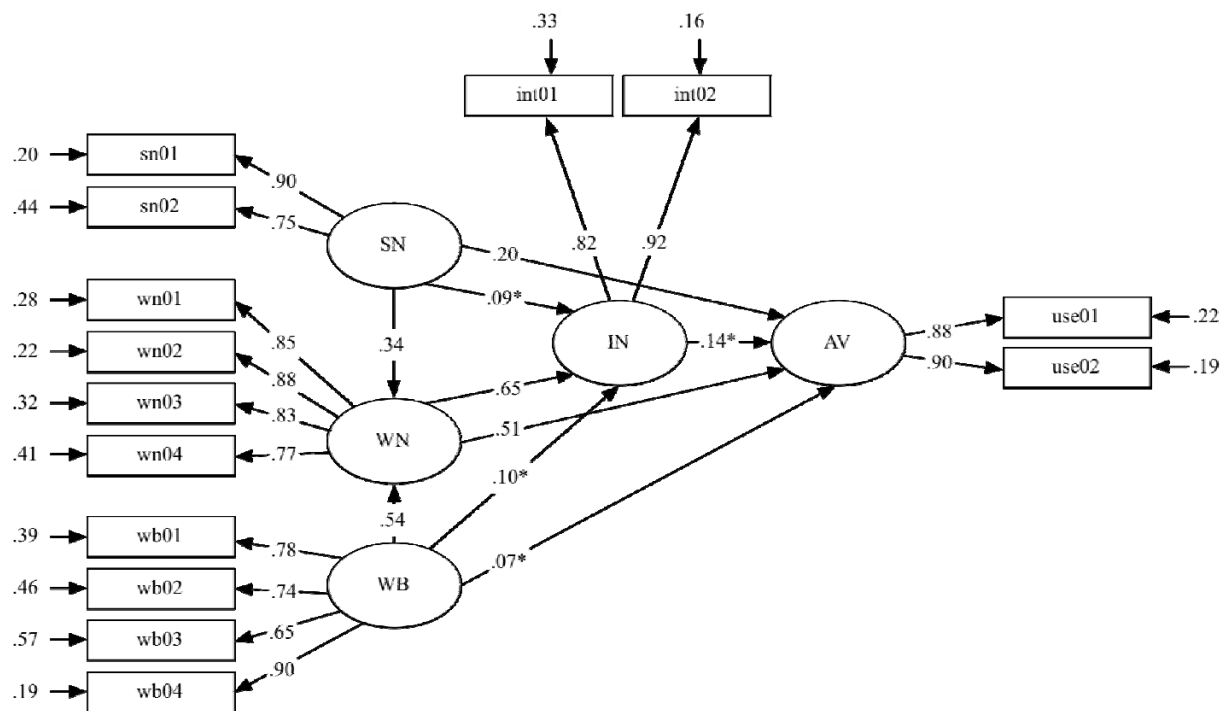 .33
.16
int01
int02
.20
sn01
.44
sn02
.90
.75
SN
.82
.92
.20
.09*
.28
wn01
.22
wn02
.32
wn03
.41
wn04
.85
.88
.83
.77
.34
WN
IN
.14*
AV
.88
.90
use01
.22
use02
.19
.65
.51
.10*
.54
.07*
.39
wb01
.46
wb02
.57
wb03
.19
wb04
.78
.74
.65
.90
WB